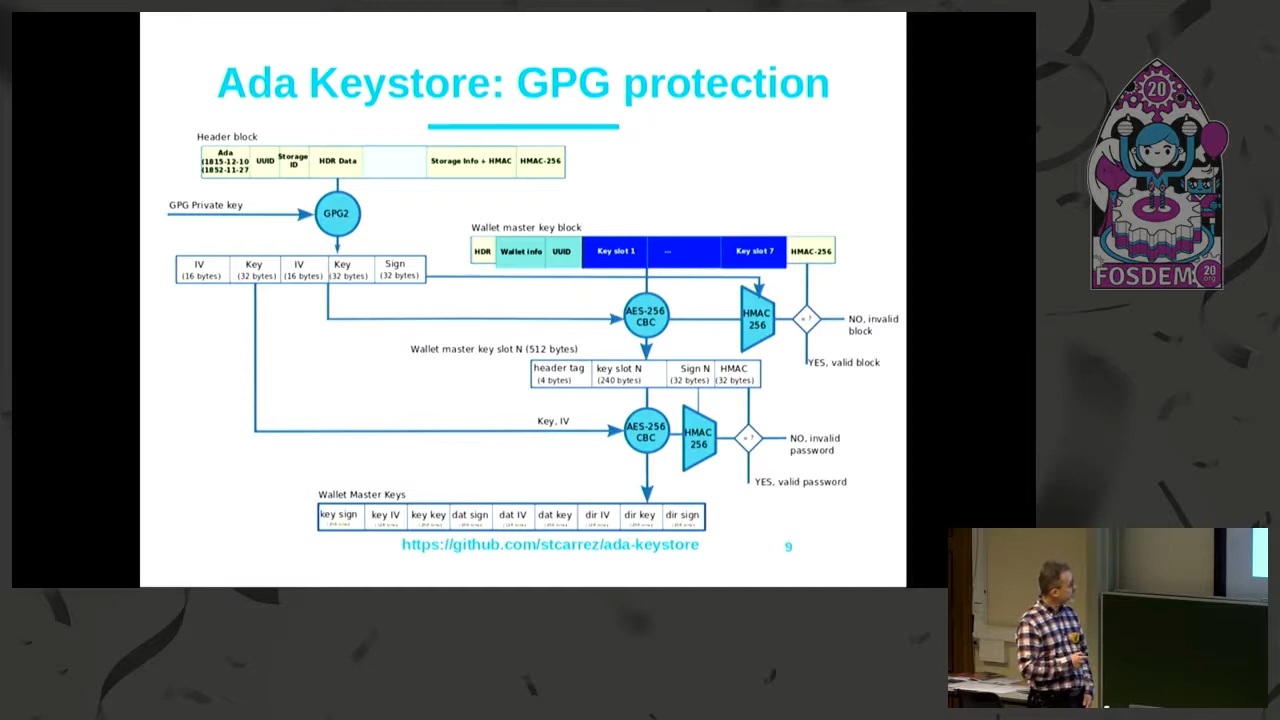 Ada Keystore: GPG protection
Header block
Ada
(1815-12-10
(1852-11-27
UUID
Storage
ID
HDR Data
Storage Info + HMAC
HMAC-256
GPG Private key
GPG2
IV
(16 bytes)
Key
(32 bytes)
IV
(16 bytes)
Key
(32 bytes)
Sign
(32 bytes)
Wallet master key block
HDR
Wallet info
UUID
Key slot 1
...
Key slot 7
HMAC-256
AES-256
CBC
HMAC
256
= ?
NO, invalid
block
YES, valid block
Wallet master key slot N (512 bytes)
header tag
(4 bytes)
key slot N
(240 bytes)
Sign N
(32 bytes)
HMAC
(32 bytes)
Key, IV
AES-256
CBC
HMAC
256
= ?
NO, invalid
password
YES, valid password
Wallet Master Keys
key sign
key IV
key key
dat sign
dat IV
dat key
dir IV
dir key
dir sign
https://github.com/stcarrez/ada-keystore
9
20
FOSDEM
20
.org